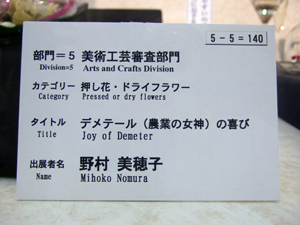 5－5＝140
部門＝5 美術工芸審査部門
Division=5 Arts and Crafts Division
カテゴリー 押し花・ドライフラワー
Category Pressed or dry flowers
タイトル デメテール（農業の女神）の喜び
Title Joy of Demeter
出展者名 野村 美穂子
Name Mihoko Nomura